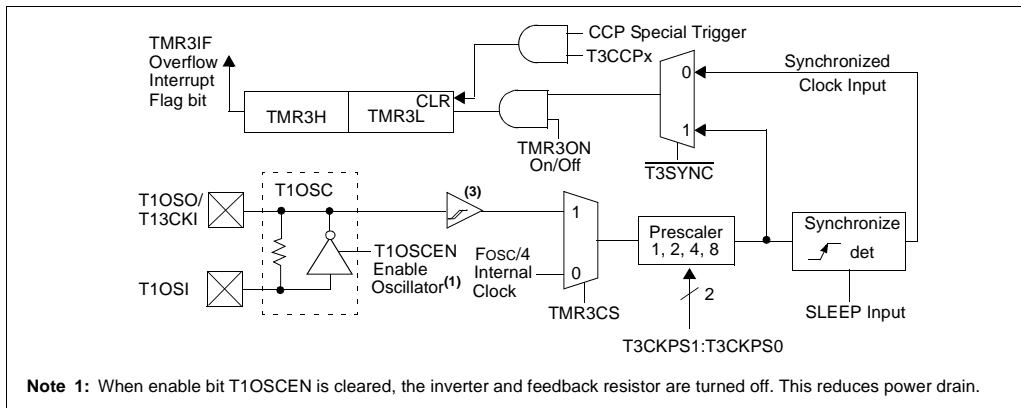 CCP Special Trigger
T3CCPx
TMR3IF
Overflow
Interrupt
Flag bit
Synchronized
Clock Input
0
CLR
TMR3H
TMR3L
1
TMR3ON
On/Off
T3SYNC
T1OSC
(3)
T1OSO/
T13CKI
1
Prescaler
1, 2, 4, 8
Synchronize
det
T1OSCEN
Enable
Oscillator(1)
FOSC/4
Internal
Clock
0
T1OSI
2
TMR3CS
SLEEP Input
T3CKPS1:T3CKPS0
Note 1: When enable bit T1OSCEN is cleared, the inverter and feedback resistor are turned off. This reduces power drain.